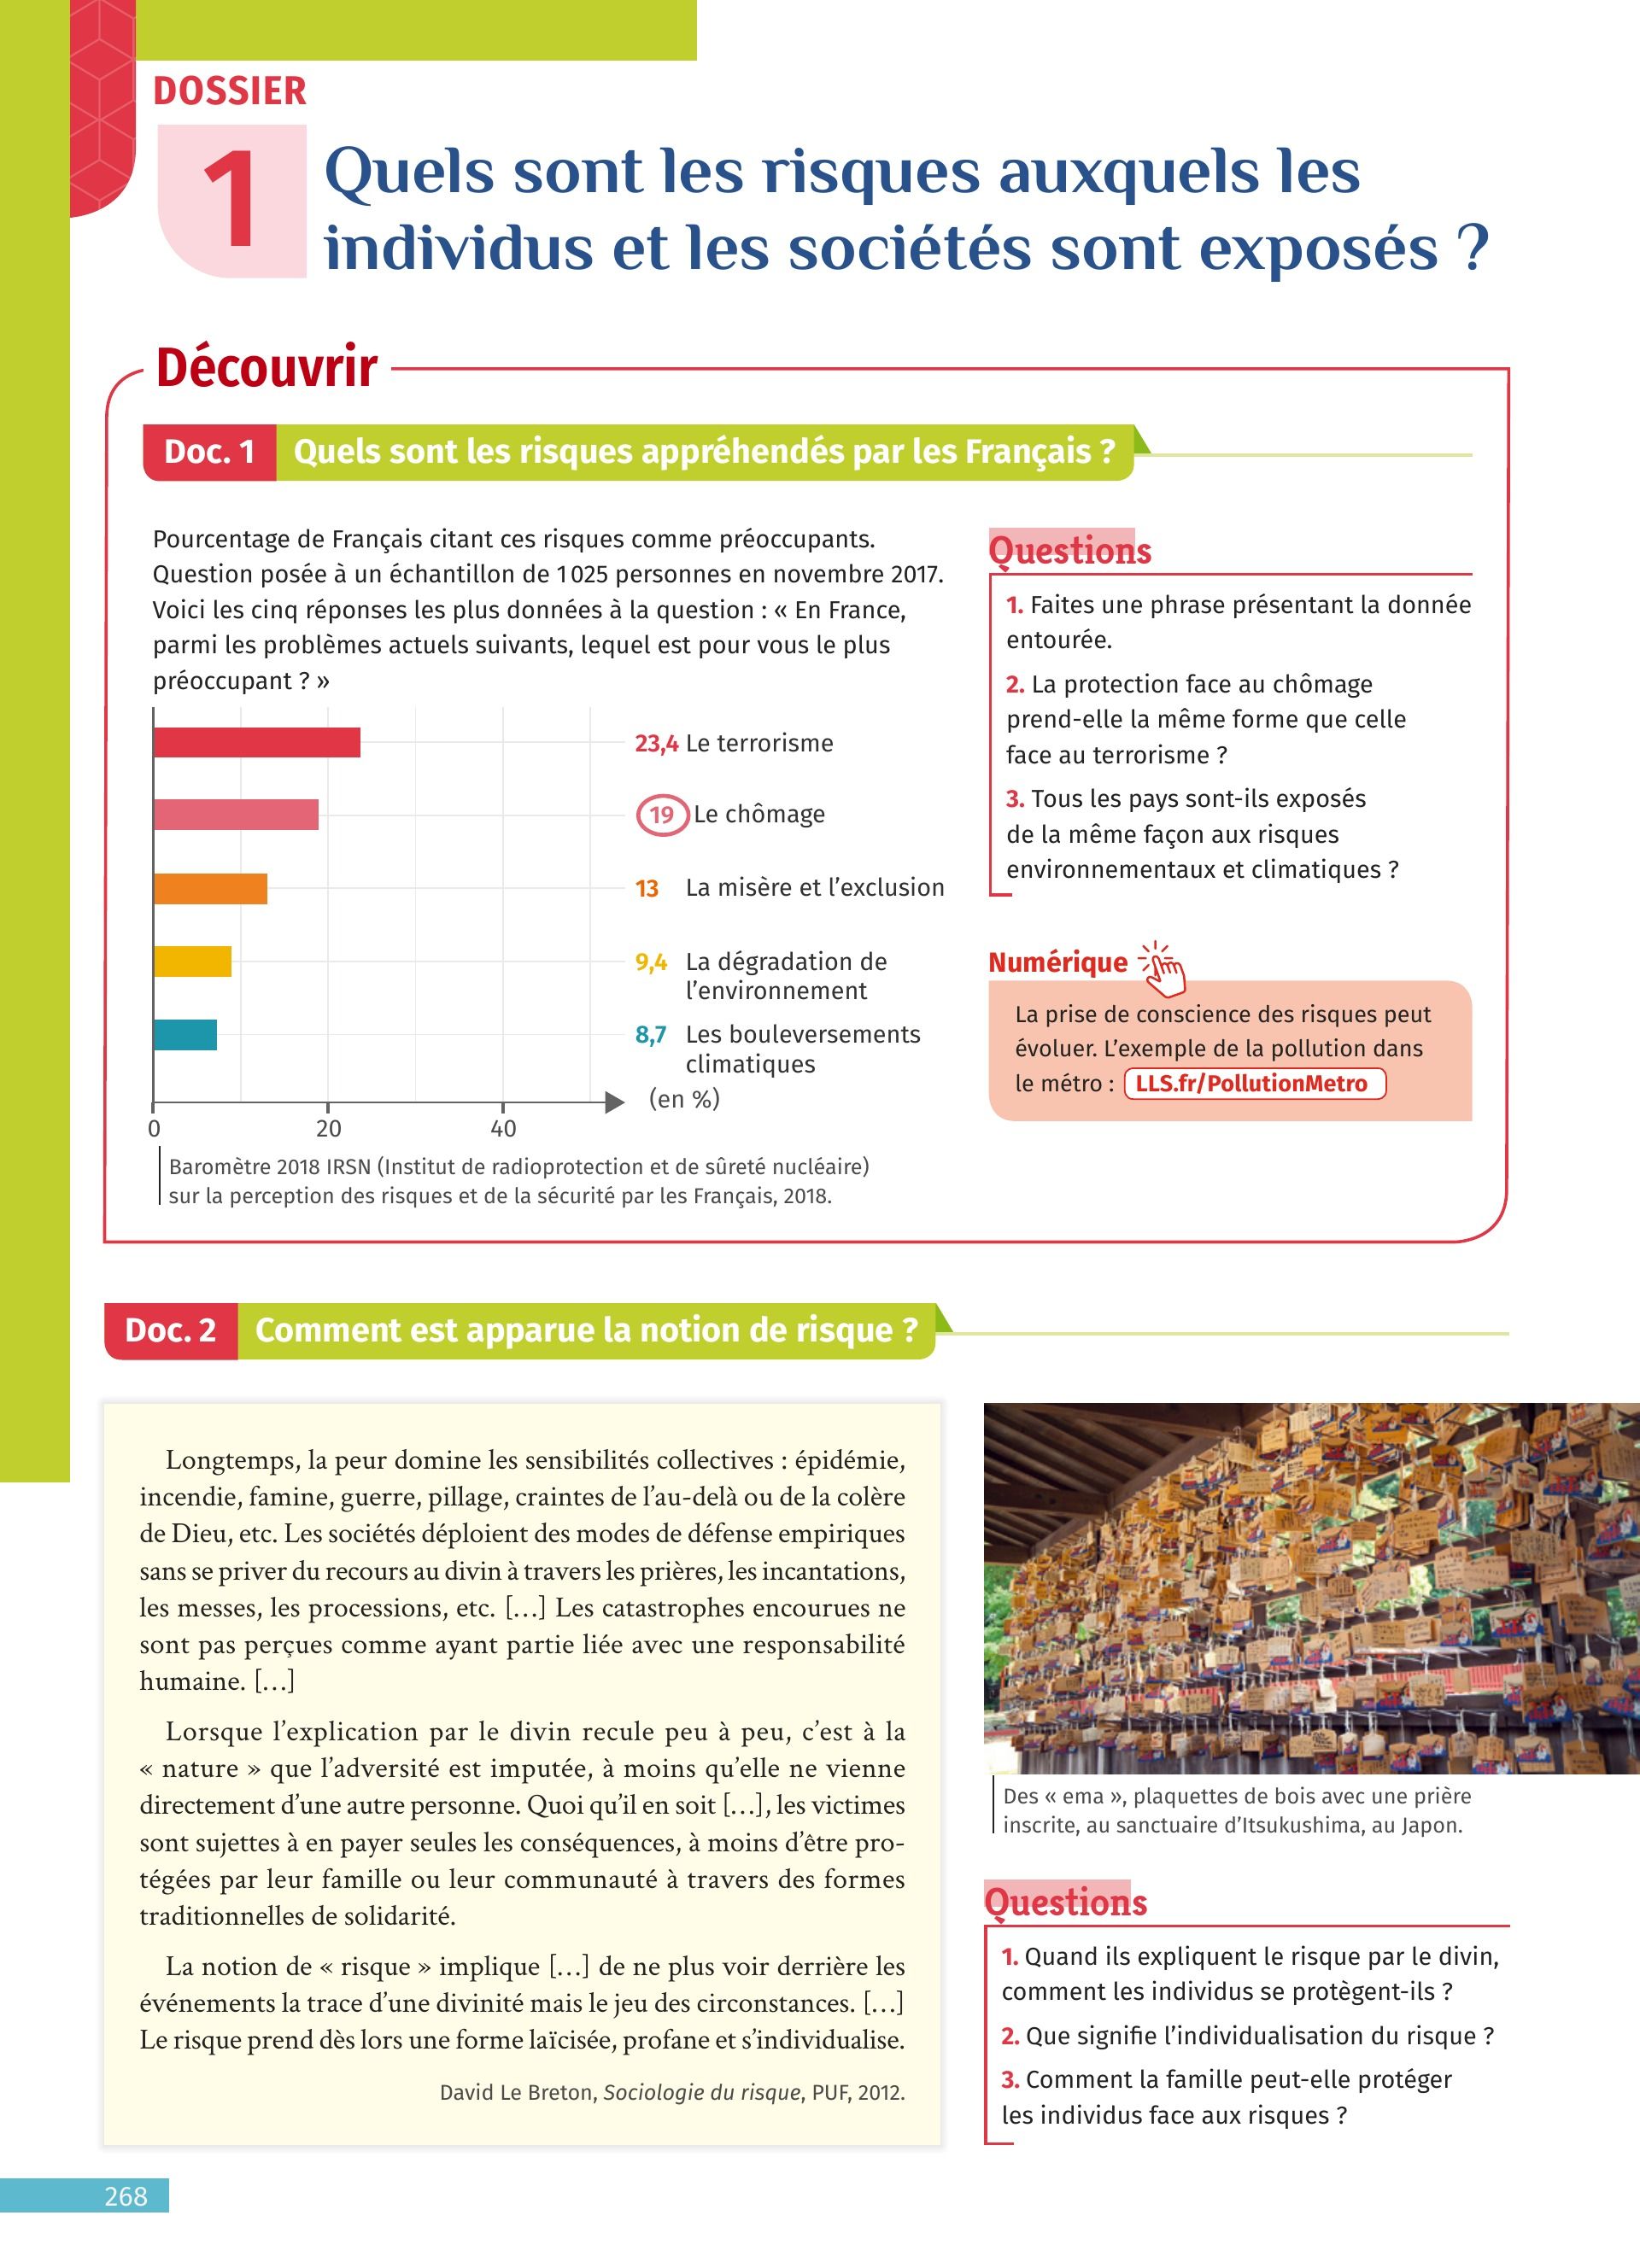 DOSSIER
1
Quels sont les risques auxquels les
individus et les sociétés sont exposés ?
Découvrir
Doc. 1 Quels sont les risques appréhendés par les Français ?
Pourcentage de Français citant ces risques comme préoccupants.
Question posée à un échantillon de 1 025 personnes en novembre 2017.
Voici les cinq réponses les plus données à la question : « En France,
parmi les problèmes actuels suivants, lequel est pour vous le plus
préoccupant ? »
23,4 Le terrorisme
19 Le chômage
13 La misère et l’exclusion
9,4 La dégradation de
l’environnement
8,7 Les bouleversements
climatiques
(en %)
0 20 40
Baromètre 2018 IRSN (Institut de radioprotection et de sûreté nucléaire)
sur la perception des risques et de la sécurité par les Français, 2018.
Questions
1. Faites une phrase présentant la donnée
entourée.
2. La protection face au chômage
prend-elle la même forme que celle
face au terrorisme ?
3. Tous les pays sont-ils exposés
de la même façon aux risques
environnementaux et climatiques ?
Numérique
La prise de conscience des risques peut
évoluer. L’exemple de la pollution dans
le métro : LLS.fr/PollutionMetro
Doc. 2 Comment est apparue la notion de risque ?
Longtemps, la peur domine les sensibilités collectives : épidémie,
incendie, famine, guerre, pillage, craintes de l’au-delà ou de la colère
de Dieu, etc. Les sociétés déploient des modes de défense empiriques
sans se priver du recours au divin à travers les prières, les incantations,
les messes, les processions, etc. […] Les catastrophes encourues ne
sont pas perçues comme ayant partie liée avec une responsabilité
humaine. […]
Lorsque l’explication par le divin recule peu à peu, c’est à la
« nature » que l’adversité est imputée, à moins qu’elle ne vienne
directement d’une autre personne. Quoi qu’il en soit […], les victimes
sont sujettes à en payer seules les conséquences, à moins d’être pro-
tégées par leur famille ou leur communauté à travers des formes
traditionnelles de solidarité.
La notion de « risque » implique […] de ne plus voir derrière les
événements la trace d’une divinité mais le jeu des circonstances. […]
Le risque prend dès lors une forme laïcisée, profane et s’individualise.
David Le Breton, Sociologie du risque, PUF, 2012.
Des « ema », plaquettes de bois avec une prière
inscrite, au sanctuaire d’Itsukushima, au Japon.
Questions
1. Quand ils expliquent le risque par le divin,
comment les individus se protègent-ils ?
2. Que signifie l’individualisation du risque ?
3. Comment la famille peut-elle protéger
les individus face aux risques ?
268